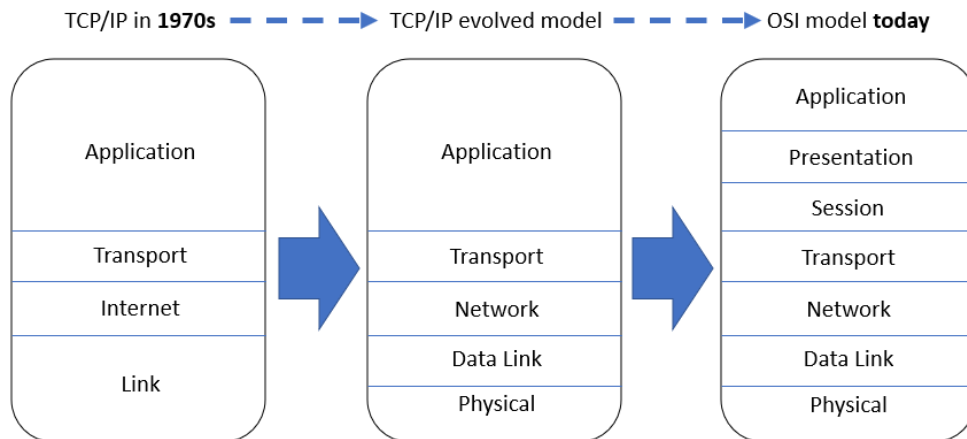 TCP/IP in 1970s
TCP/IP evolved model
OSI model today
Application
Transport
Internet
Link
Application
Transport
Network
Data Link
Physical
Application
Presentation
Session
Transport
Network
Data Link
Physical